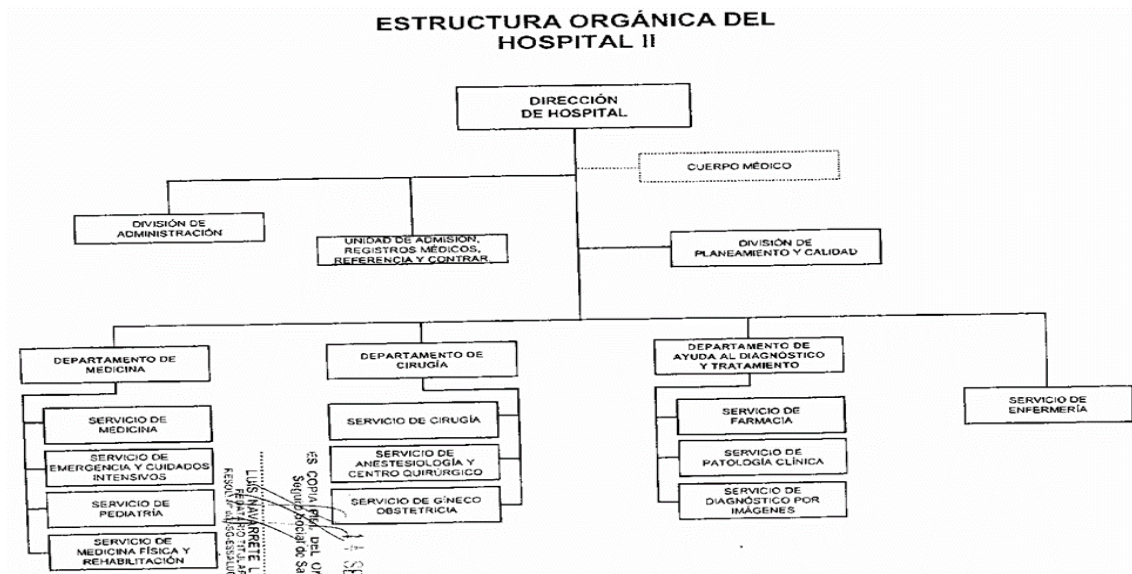 ESTRUCTURA ORGÁNICA DEL
HOSPITAL II
DIRECCIÓN
DE HOSPITAL
CUERPO MÉDICO
DIVISIÓN DE
ADMINISTRACIÓN
UNIDAD DE ADMISIÓN,
REGISTROS MÉDICOS,
REFERENCIA Y CONTRAR
DIVISIÓN DE
PLANEAMIENTO Y CALIDAD
DEPARTAMENTO DE
MEDICINA
SERVICIO DE
MEDICINA
SERVICIO DE
EMERGENCIA Y CUIDADOS
INTENSIVOS
SERVICIO DE
PEDIATRÍA
SERVICIO DE
MEDICINA FÍSICA Y
REHABILITACIÓN
DEPARTAMENTO DE
CIRUGÍA
SERVICIO DE CIRUGÍA
SERVICIO DE
ANESTESIOLOGÍA Y
CENTRO QUIRÚRGICO
SERVICIO DE GÍNECO
OBSTETRICIA
DEPARTAMENTO DE
AYUDA AL DIAGNÓSTICO
Y TRATAMIENTO
SERVICIO DE
FARMACIA
SERVICIO DE
PATOLOGÍA CLÍNICA
SERVICIO DE
DIAGNÓSTICO POR
IMÁGENES
SERVICIO DE
ENFERMERÍA
ES COPIA DEL
Seguro Social de
LUIS NAVARRETE L